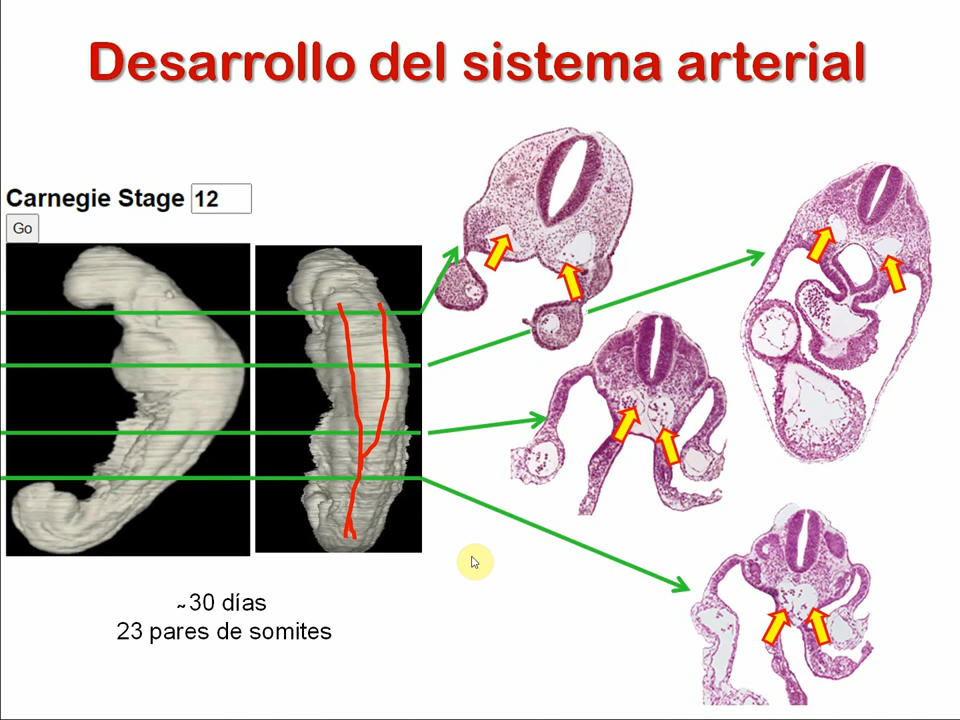 Desarrollo del sistema arterial
Carnegie Stage 12
Go
~30 días
23 pares de somites